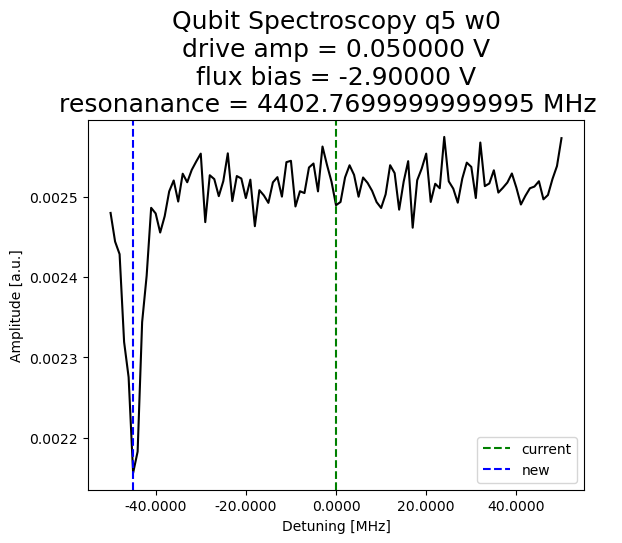 Qubit Spectroscopy q5 w0
drive amp = 0.050000 V
flux bias = -2.90000 V
resonanance = 4402.7699999999995 MHz
Amplitude [a.u.]
0.0025
0.0024
0.0023
0.0022
current
new
-40.0000 -20.0000 0.0000 20.0000 40.0000
Detuning [MHz]